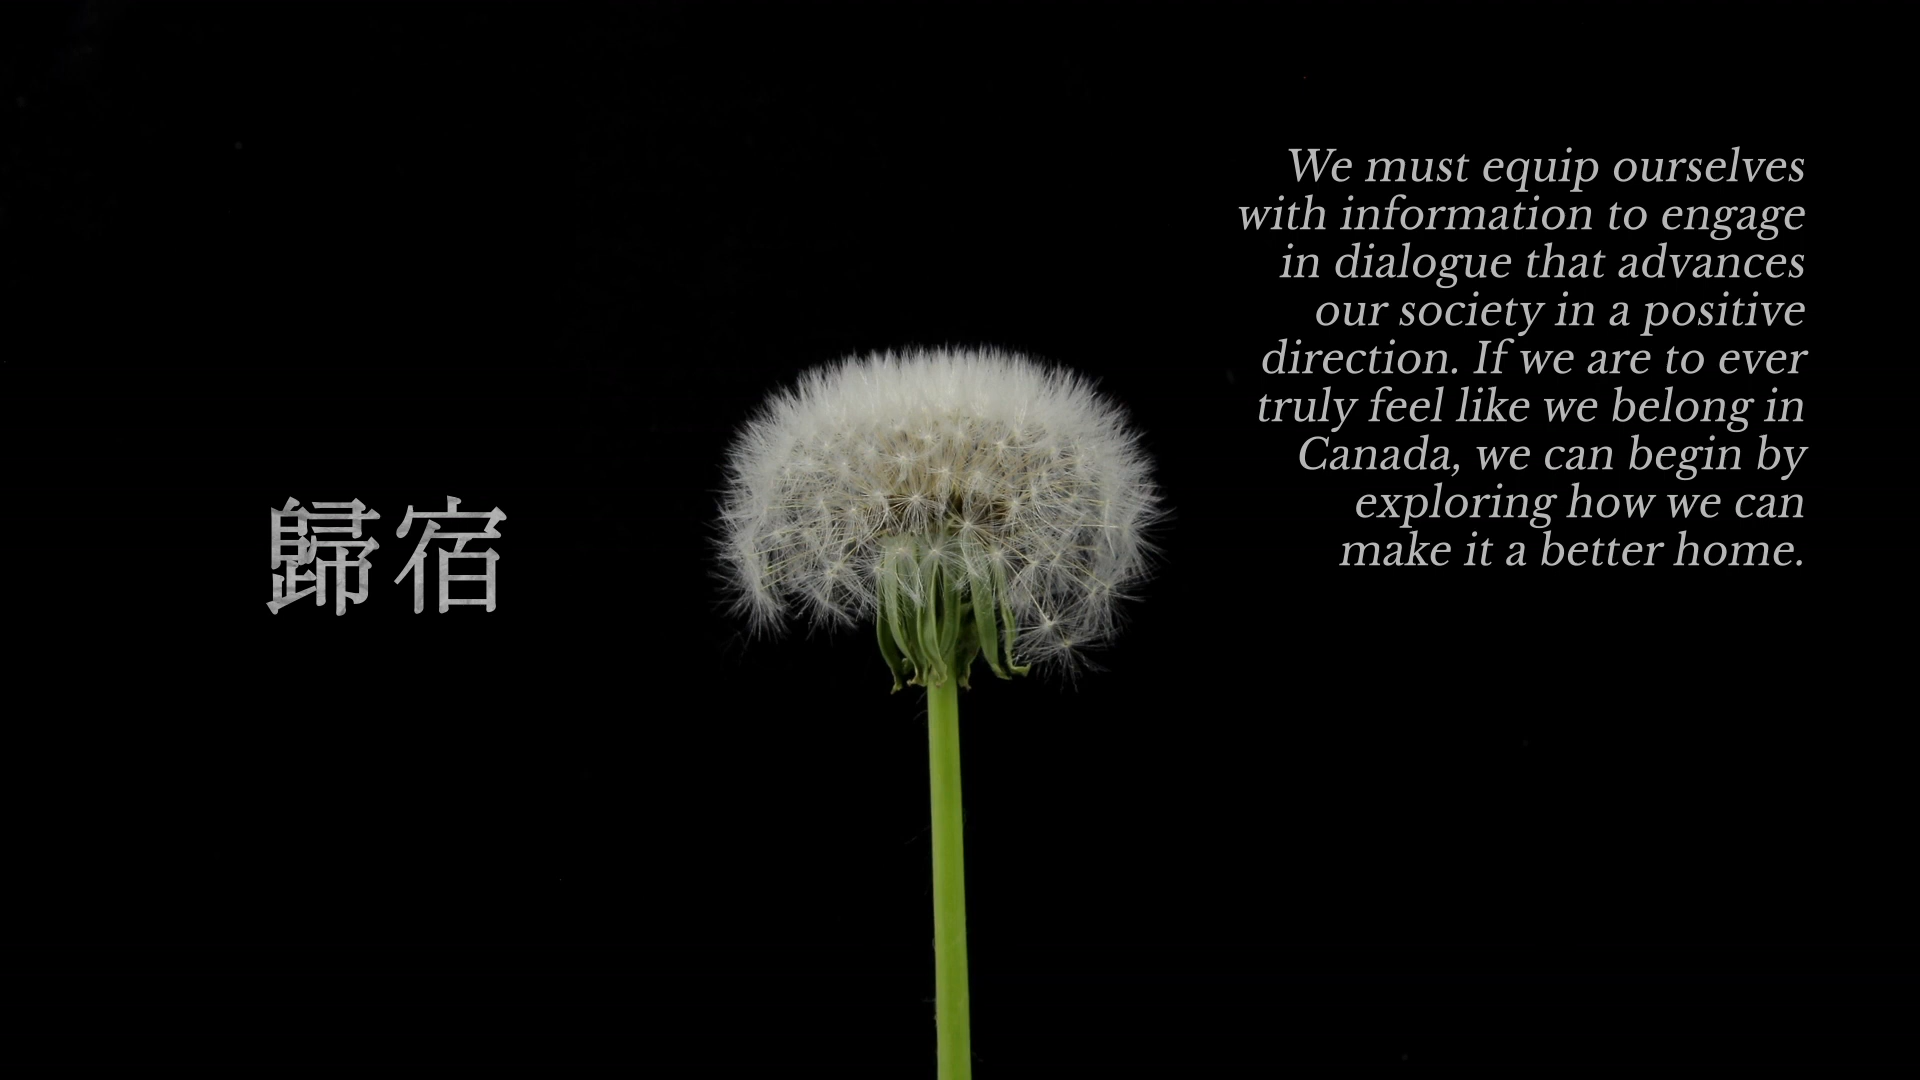 歸宿
We must equip ourselves
with information to engage
in dialogue that advances
our society in a positive
direction. If we are to ever
truly feel like we belong in
Canada, we can begin by
exploring how we can
make it a better home.